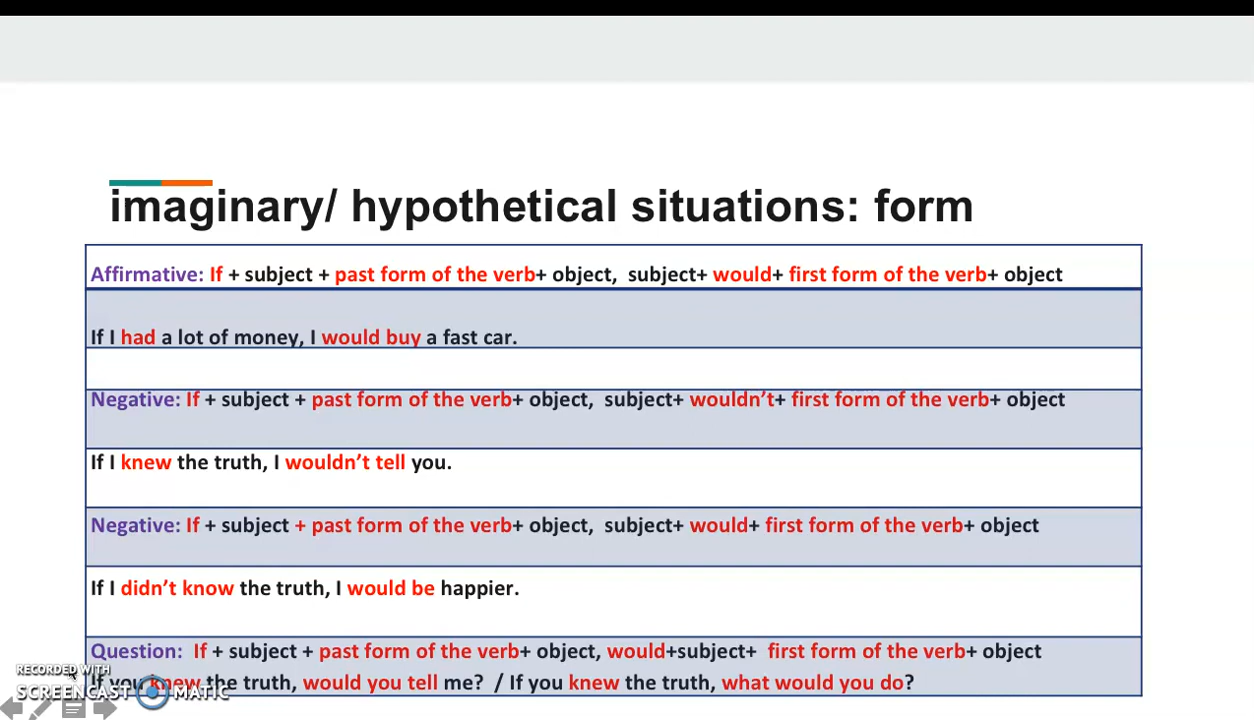 imaginary/ hypothetical situations: form
Affirmative: If + subject + past form of the verb+ object, subject+ would+ first form of the verb+ object
If I had a lot of money, I would buy a fast car.
Negative: If + subject + past form of the verb+ object, subject+ wouldn't+ first form of the verb+ object
If I knew the truth, I wouldn't tell you.
Negative: If + subject + past form of the verb+ object, subject+ would+ first form of the verb+ object
If I didn't know the truth, I would be happier.
Question: If + subject + past form of the verb+ object, would+subject+ first form of the verb+ object
If you knew the truth, would you tell me? / If you knew the truth, what would you do?
RECORDED WITH
SCREENCAST MATIC